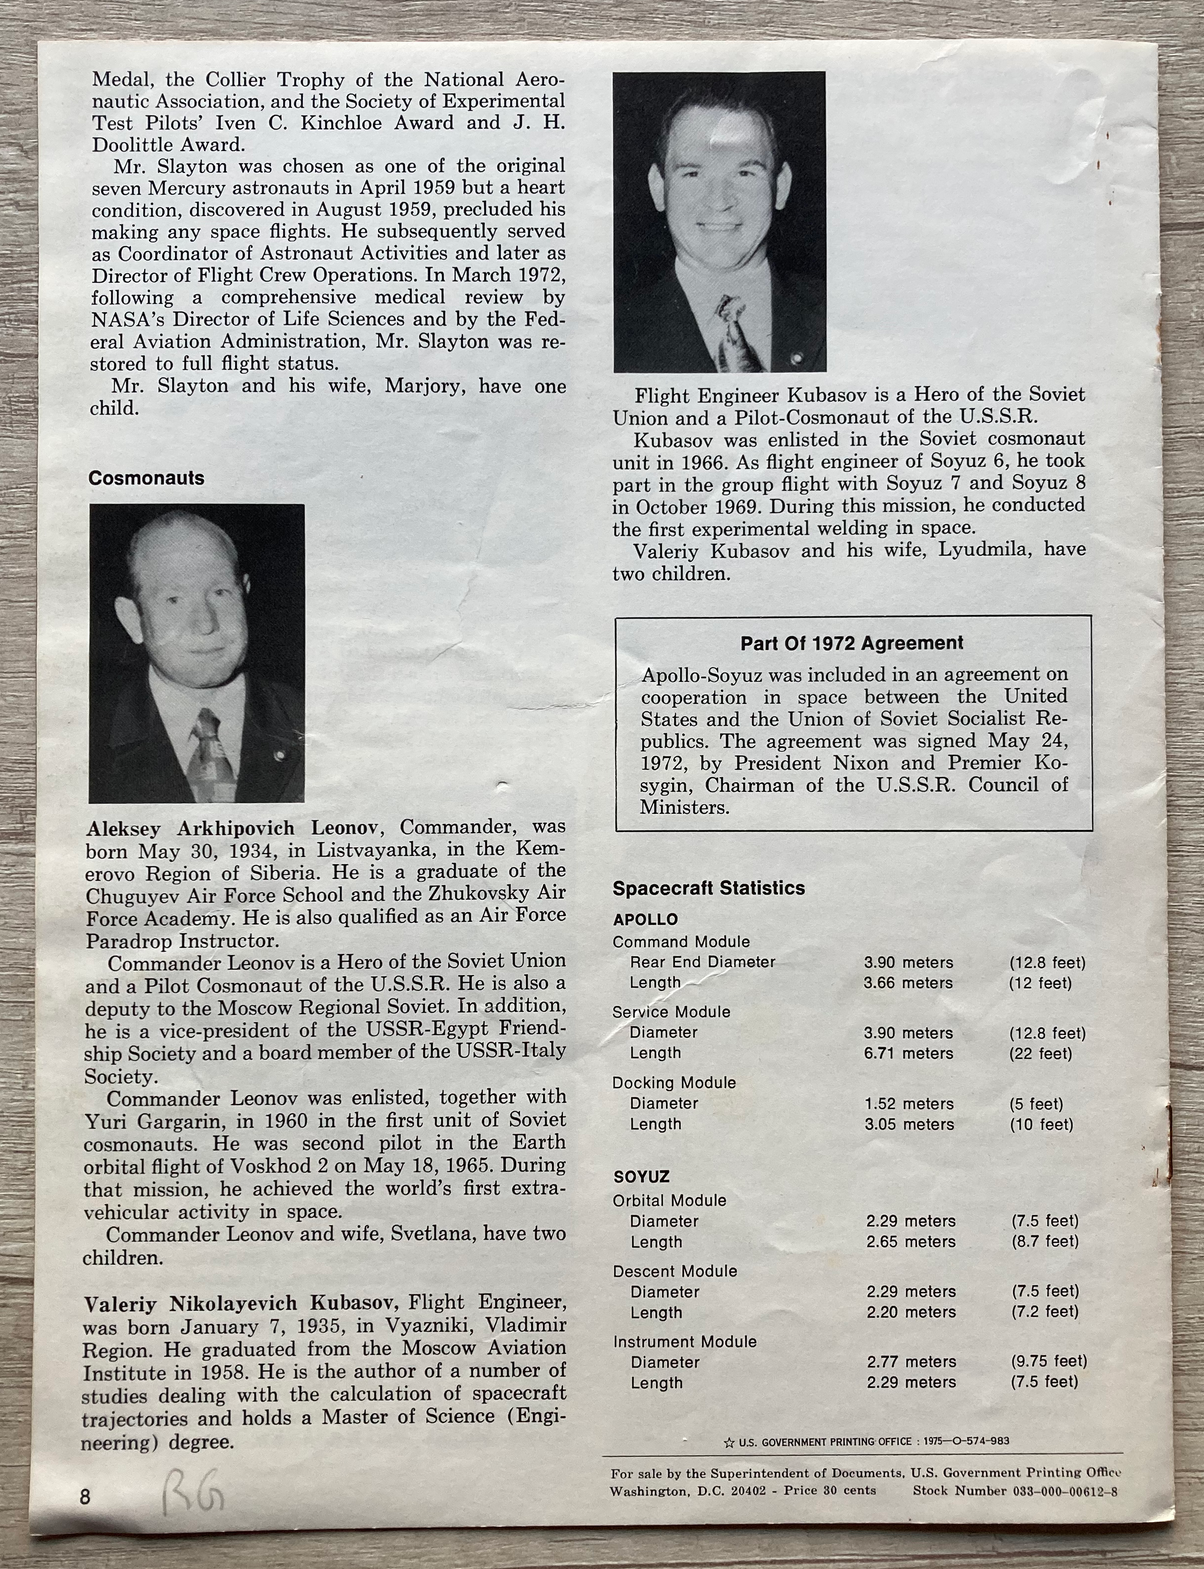 Medal, the Collier Trophy of the National Aero-
nautic Association, and the Society of Experimental
Test Pilots' Iven C. Kinchloe Award and J. H.
Doolittle Award.
Mr. Slayton was chosen as one of the original
seven Mercury astronauts in April 1959 but a heart
condition, discovered in August 1959, precluded his
making any space flights. He subsequently served
as Coordinator of Astronaut Activities and later as
Director of Flight Crew Operations. In March 1972,
following a comprehensive medical review by
NASA's Director of Life Sciences and by the Fed-
eral Aviation Administration, Mr. Slayton was re-
stored to full flight status.
Mr. Slayton and his wife, Marjory, have one
child.
Cosmonauts
Aleksey Arkhipovich Leonov, Commander, was
born May 30, 1934, in Listvayanka, in the Kem-
erovo Region of Siberia. He is a graduate of the
Chuguyev Air Force School and the Zhukovsky Air
Force Academy. He is also qualified as an Air Force
Paradrop Instructor.
Commander Leonov is a Hero of the Soviet Union
and a Pilot Cosmonaut of the U.S.S.R. He is also a
deputy to the Moscow Regional Soviet. In addition,
he is a vice-president of the USSR-Egypt Friend-
ship Society and a board member of the USSR-Italy
Society.
Commander Leonov was enlisted, together with
Yuri Gargarin, in 1960 in the first unit of Soviet
cosmonauts. He was second pilot in the Earth
orbital flight of Voskhod 2 on May 18, 1965. During
that mission, he achieved the world's first extra-
vehicular activity in space.
Commander Leonov and wife, Svetlana, have two
children.
Valeriy Nikolayevich Kubasov, Flight Engineer,
was born January 7, 1935, in Vyazniki, Vladimir
Region. He graduated from the Moscow Aviation
Institute in 1958. He is the author of a number of
studies dealing with the calculation of spacecraft
trajectories and holds a Master of Science (Engi-
neering) degree.
8
RG
Flight Engineer Kubasov is a Hero of the Soviet
Union and a Pilot-Cosmonaut of the U.S.S.R.
Kubasov was enlisted in the Soviet cosmonaut
unit in 1966. As flight engineer of Soyuz 6, he took
part in the group flight with Soyuz 7 and Soyuz 8
in October 1969. During this mission, he conducted
the first experimental welding in space.
Valeriy Kubasov and his wife, Lyudmila, have
two children.
Part Of 1972 Agreement
Apollo-Soyuz was included in an agreement on
cooperation in space between the United
States and the Union of Soviet Socialist Re-
publics. The agreement was signed May 24,
1972, by President Nixon and Premier Ko-
sygin, Chairman of the U.S.S.R. Council of
Ministers.
Spacecraft Statistics
APOLLO
Command Module
Rear End Diameter 3.90 meters (12.8 feet)
Length 3.66 meters (12 feet)
Service Module
Diameter 3.90 meters (12.8 feet)
Length 6.71 meters (22 feet)
Docking Module
Diameter 1.52 meters (5 feet)
Length 3.05 meters (10 feet)
SOYUZ
Orbital Module
Diameter 2.29 meters (7.5 feet)
Length 2.65 meters (8.7 feet)
Descent Module
Diameter 2.29 meters (7.5 feet)
Length 2.20 meters (7.2 feet)
Instrument Module
Diameter 2.77 meters (9.75 feet)
Length 2.29 meters (7.5 feet)
☆ U.S. GOVERNMENT PRINTING OFFICE : 1975—O-574-983
For sale by the Superintendent of Documents, U.S. Government Printing Office
Washington, D.C. 20402 - Price 30 cents Stock Number 033-000-00612-8